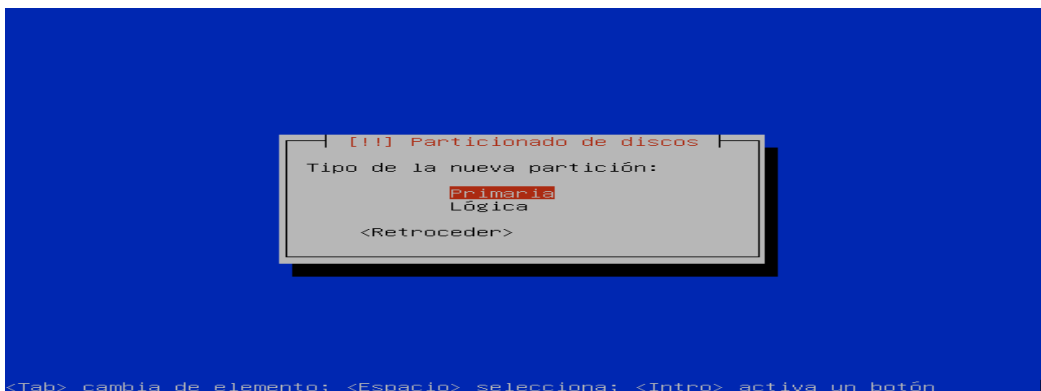 [!!] Particionado de discos
Tipo de la nueva partición:
Primaria
Lógica
<Retroceder>
<Tab> cambia de elemento; <Espacio> selecciona; <Intro> activa un botón